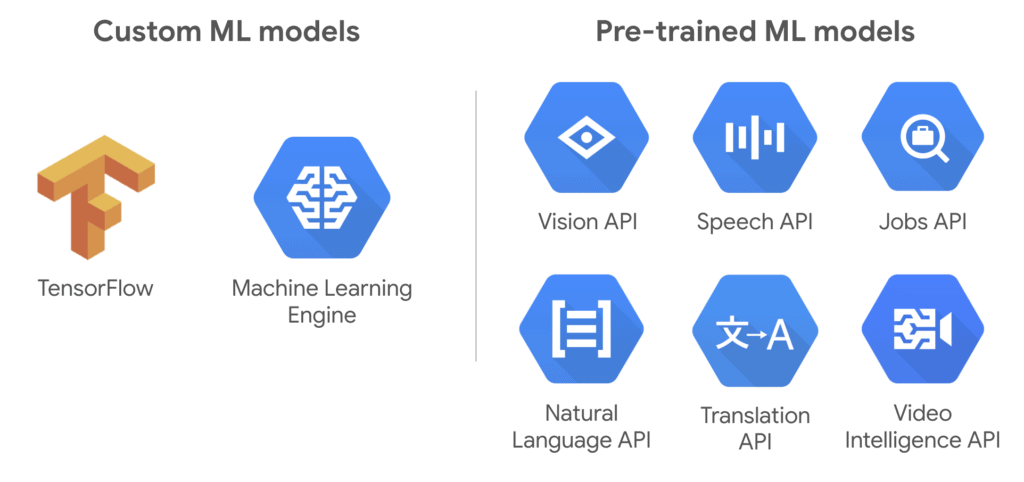 Custom ML models
Pre-trained ML models
TensorFlow
Machine Learning
Engine
Vision API
Speech API
Jobs API
文→A
Natural
Language API
Translation
API
Video
Intelligence API